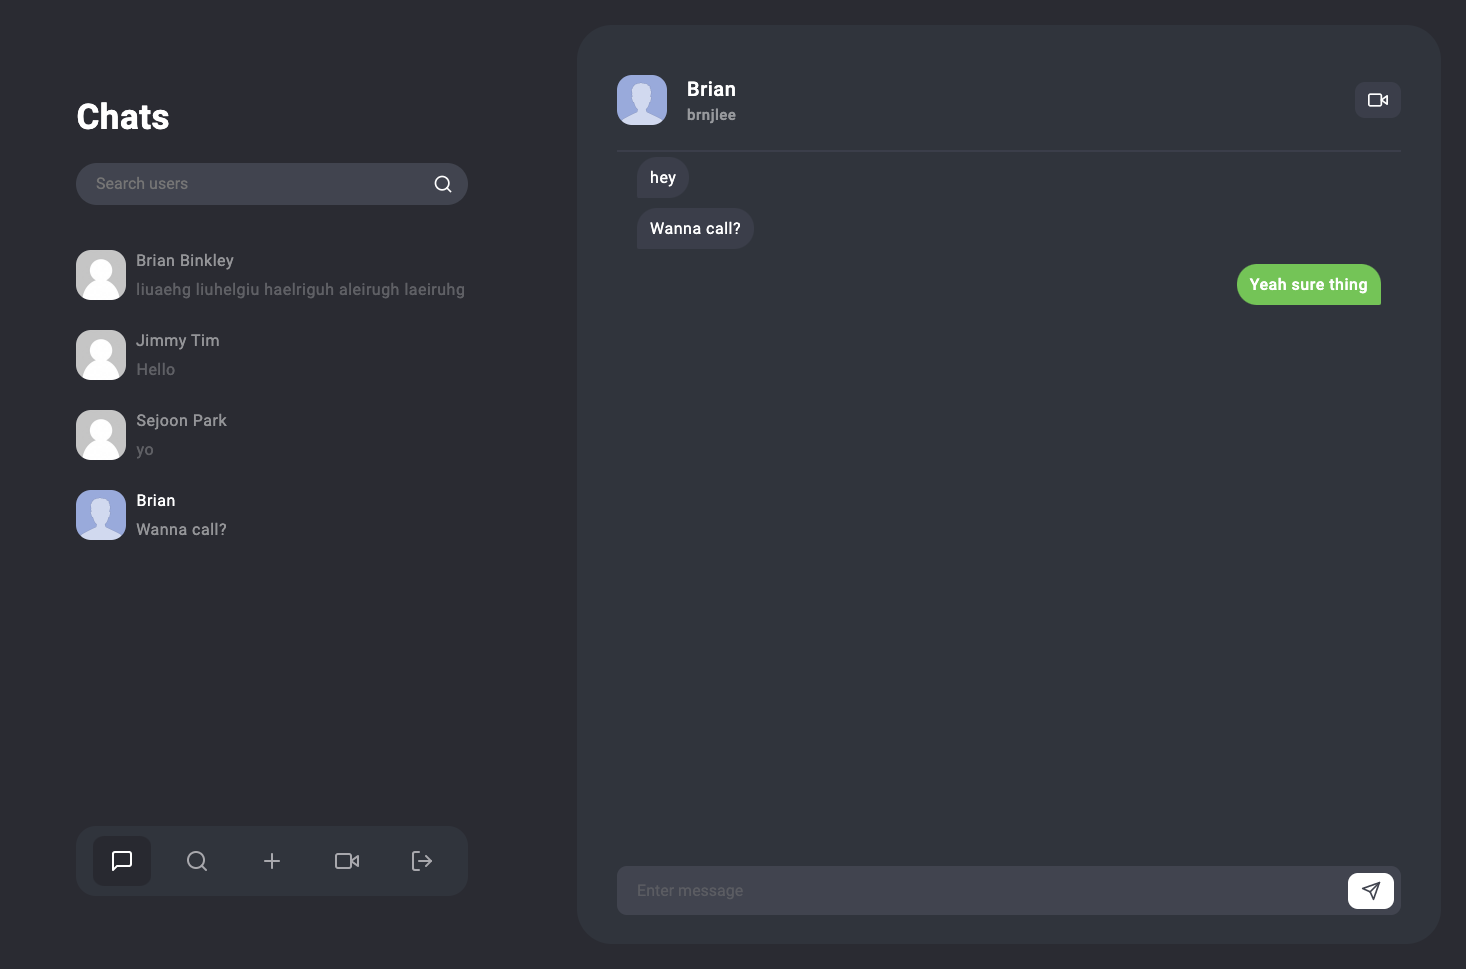 Chats
Search users
Brian Binkley
liuaehg liuhelgiu haelriguh aleirugh laeiruhg
Jimmy Tim
Hello
Sejoon Park
yo
Brian
Wanna call?
Brian
brnjlee
hey
Wanna call?
Yeah sure thing
Enter message